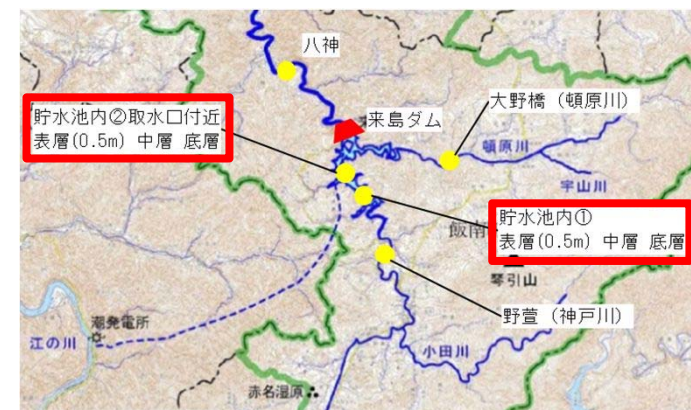 八神
大野橋（頓原川）
貯水池内②取水口付近
表層(0.5m) 中層 底層
来島ダム
頓原川
宇山川
貯水池内①
表層(0.5m) 中層 底層
飯南
琴引山
野萱（神戸川）
潮発電所
江の川
小田川
赤名湿原